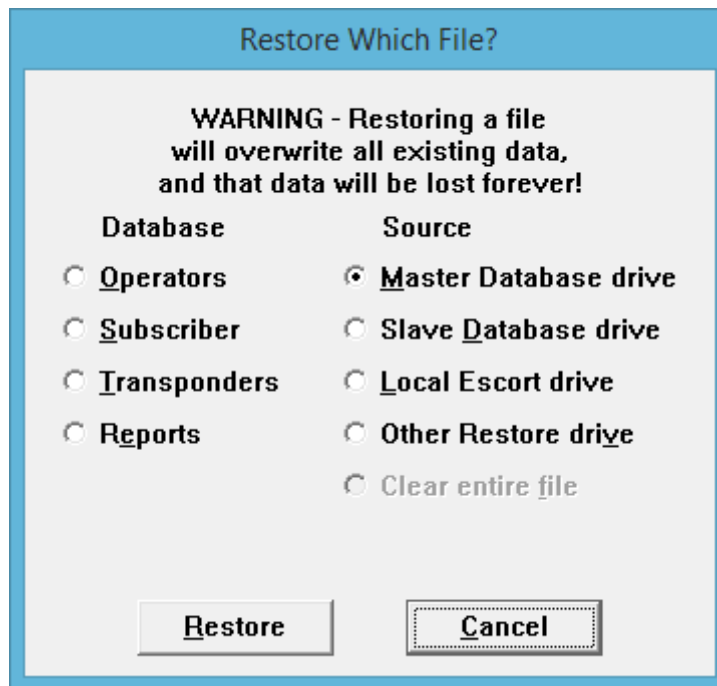 Restore Which File?
WARNING - Restoring a file
will overwrite all existing data,
and that data will be lost forever!
Database
Source
Operators
Master Database drive
Subscriber
Slave Database drive
Transponders
Local Escort drive
Reports
Other Restore drive
Clear entire file
Restore
Cancel